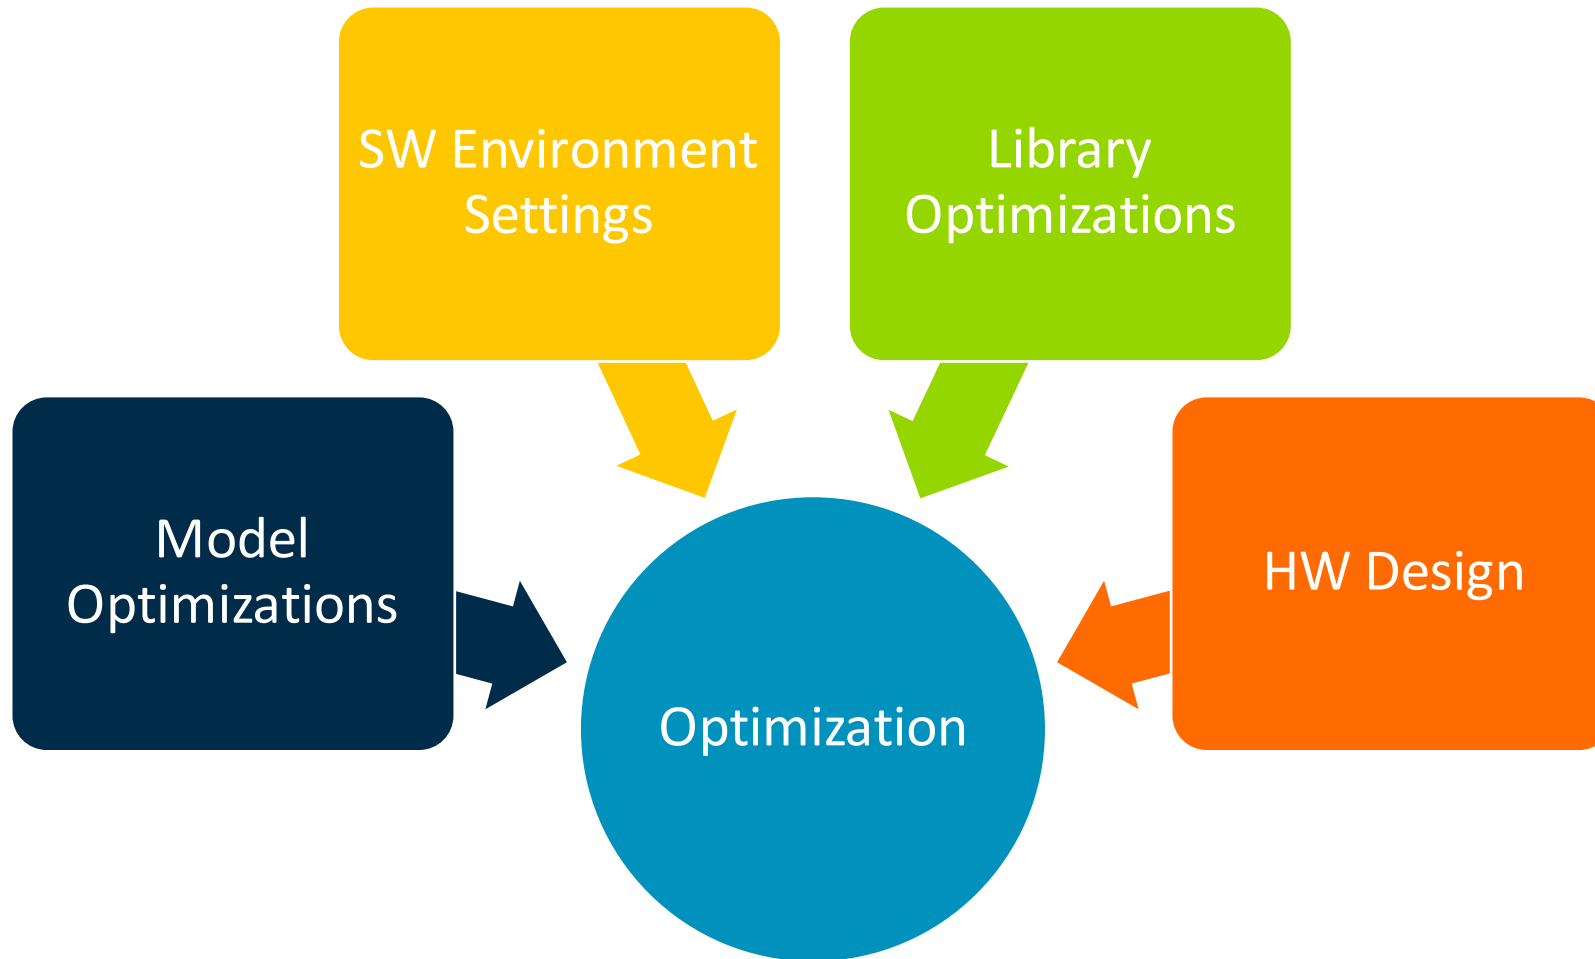 SW Environment
Settings
Library
Optimizations
Model
Optimizations
HW Design
Optimization